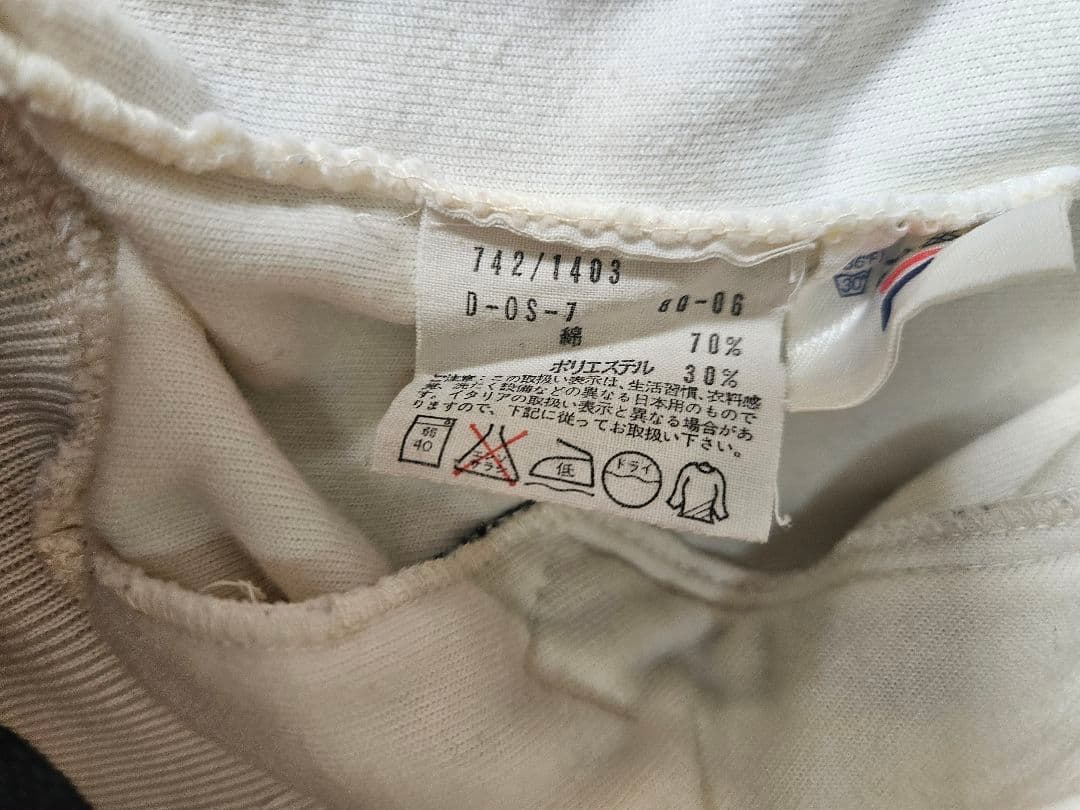 742/1403
D-OS-7 80-06
綿 70%
ポリエステル 30%
ご注意:この取扱い表示は、生活習慣、衣料感
覚、洗たく設備などの異なる日本用のもので
す。イタリアの取扱い表示と異なる場合があ
りますので、下記に従ってお取扱い下さい。
40
低
ドライ
30